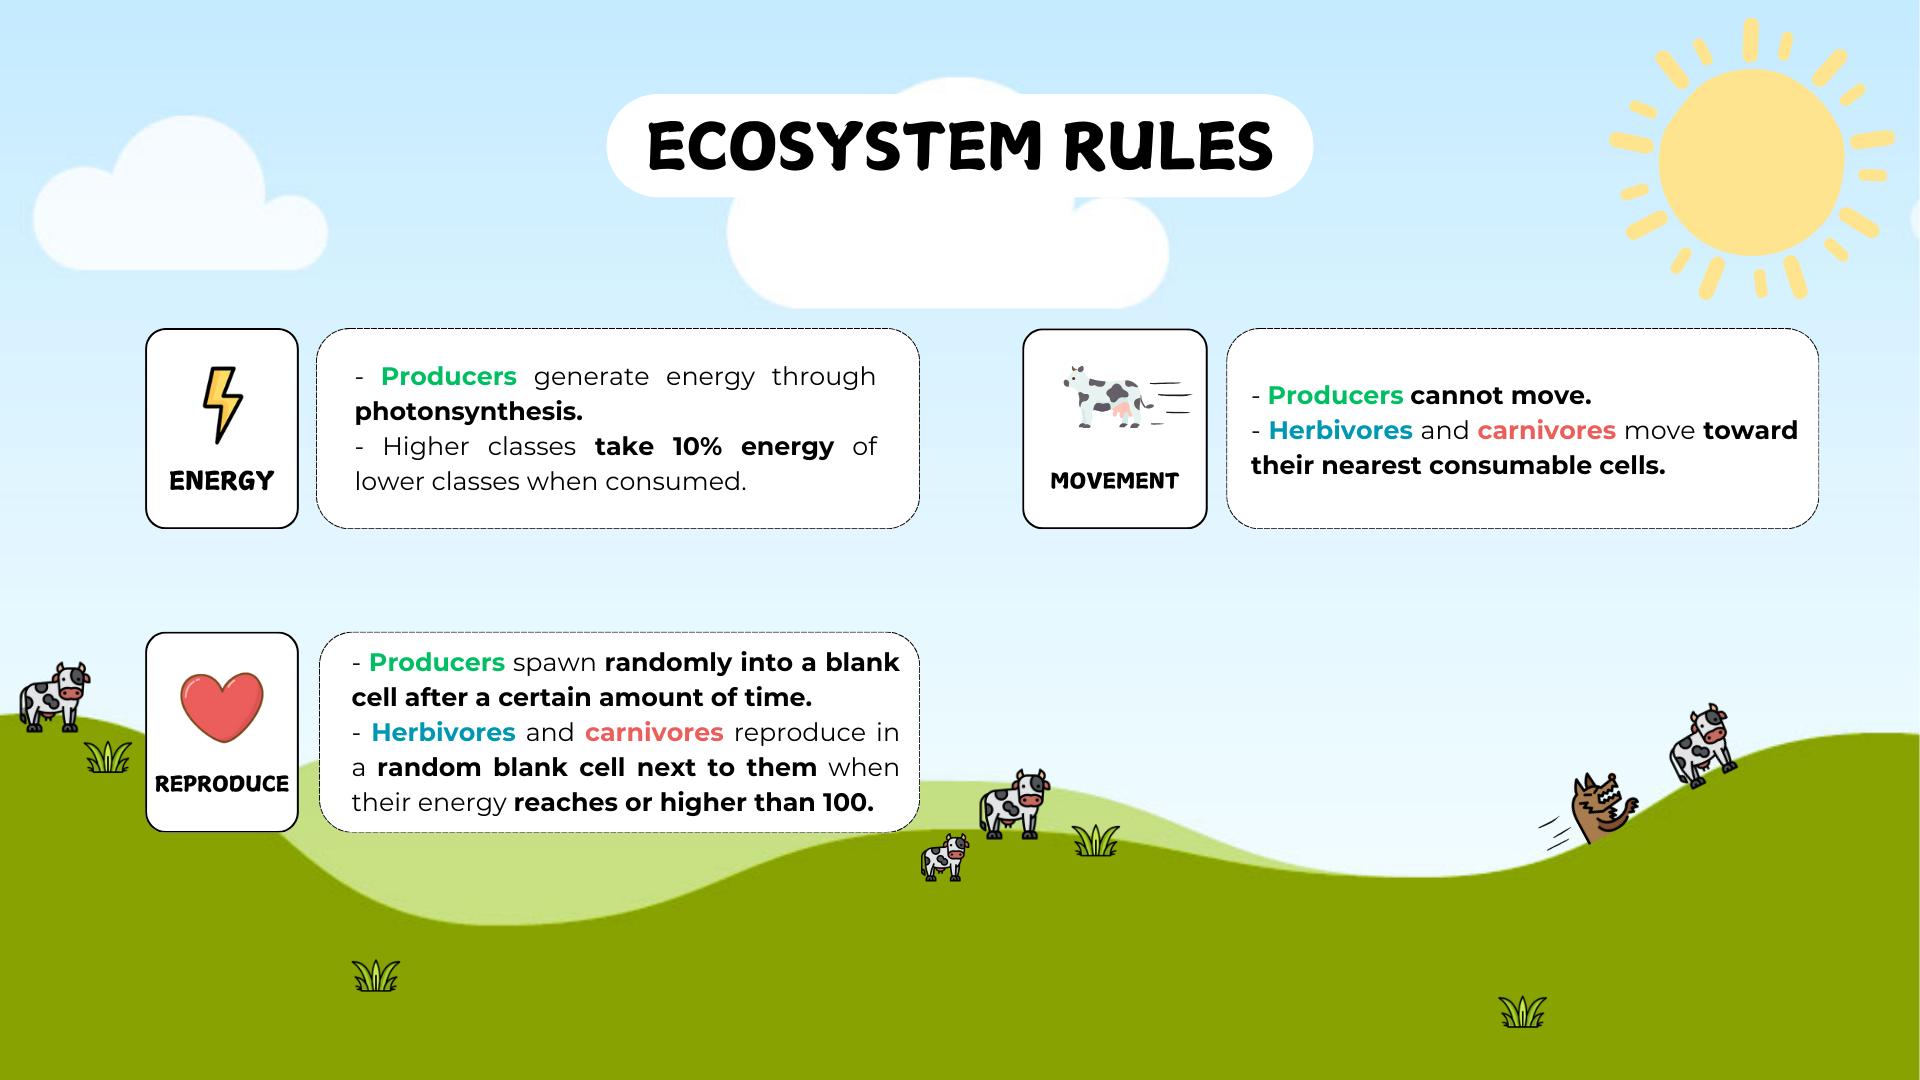 ECOSYSTEM RULES
ENERGY
- Producers generate energy through
photonsynthesis.
- Higher classes take 10% energy of
lower classes when consumed.
MOVEMENT
- Producers cannot move.
- Herbivores and carnivores move toward
their nearest consumable cells.
REPRODUCE
- Producers spawn randomly into a blank
cell after a certain amount of time.
- Herbivores and carnivores reproduce in
a random blank cell next to them when
their energy reaches or higher than 100.